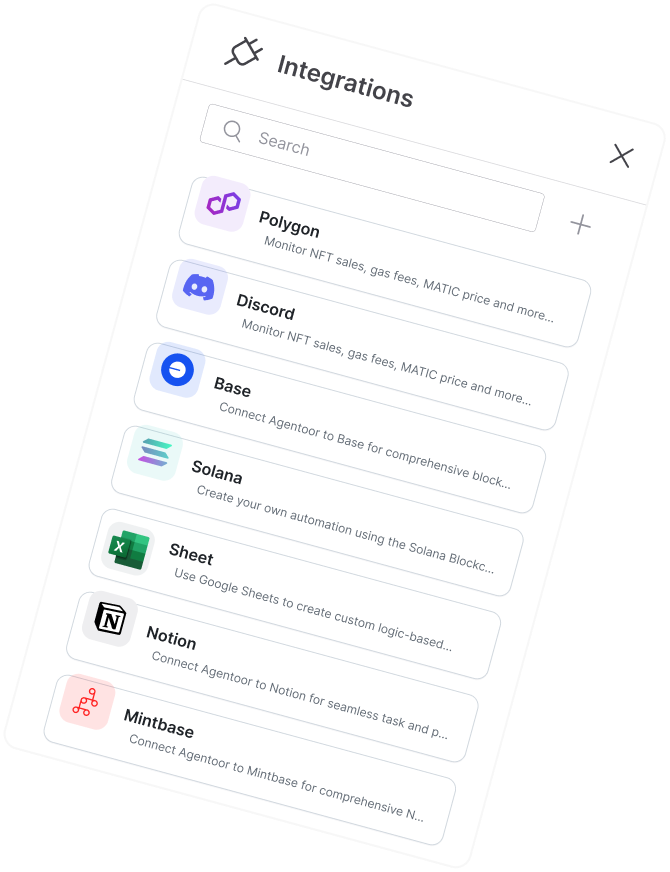 Integrations
Search
Polygon
Monitor NFT sales, gas fees, MATIC price and more...
Discord
Monitor NFT sales, gas fees, MATIC price and more...
Base
Connect Agentoor to Base for comprehensive block...
Solana
Create your own automation using the Solana Blockc...
Sheet
Use Google Sheets to create custom logic-based...
Notion
Connect Agentoor to Notion for seamless task and p...
Mintbase
Connect Agentoor to Mintbase for comprehensive N...